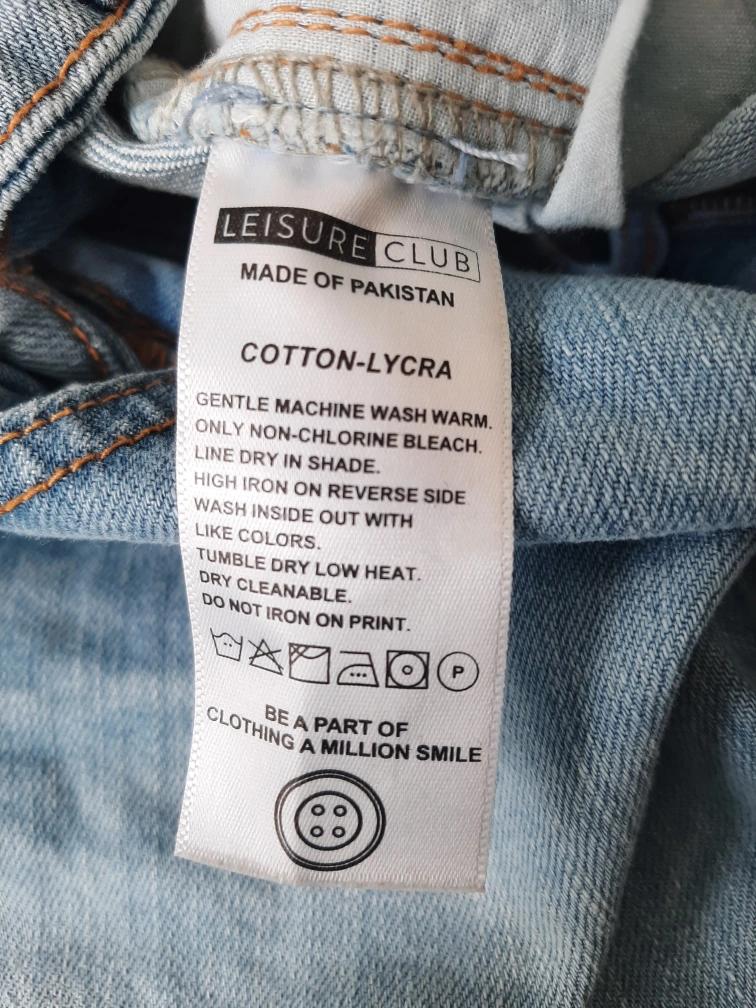 LEISURE CLUB
MADE OF PAKISTAN
COTTON-LYCRA
GENTLE MACHINE WASH WARM.
ONLY NON-CHLORINE BLEACH.
LINE DRY IN SHADE.
HIGH IRON ON REVERSE SIDE
WASH INSIDE OUT WITH
LIKE COLORS.
TUMBLE DRY LOW HEAT.
DRY CLEANABLE.
DO NOT IRON ON PRINT.
P
BE A PART OF
CLOTHING A MILLION SMILE